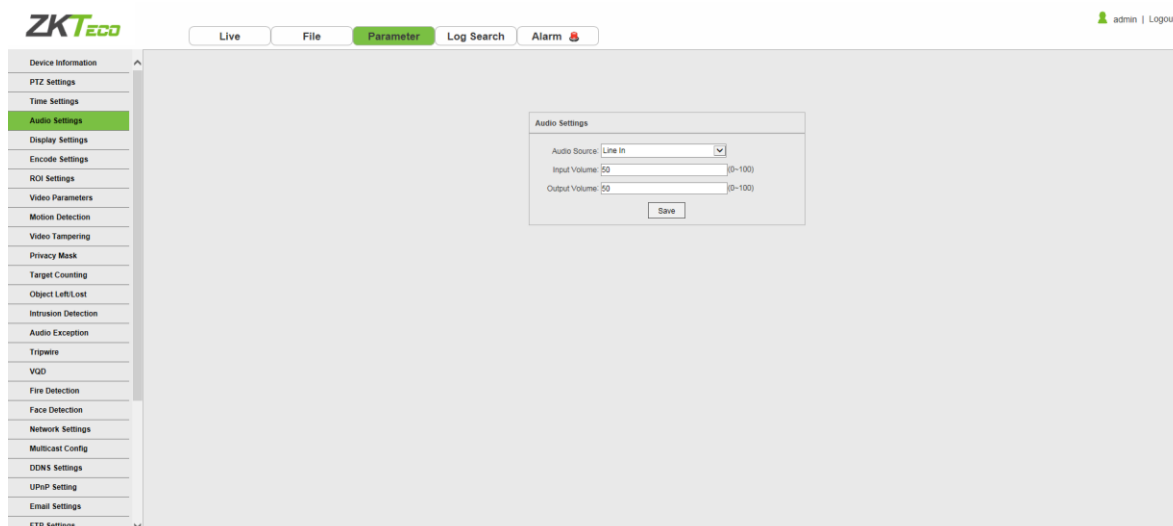 ZKTECO
admin | Logou
Live
File
Parameter
Log Search
Alarm
Device Information
PTZ Settings
Time Settings
Audio Settings
Display Settings
Encode Settings
ROI Settings
Video Parameters
Motion Detection
Video Tampering
Privacy Mask
Target Counting
Object Left/Lost
Intrusion Detection
Audio Exception
Tripwire
VQD
Fire Detection
Face Detection
Network Settings
Multicast Config
DDNS Settings
UPnP Setting
Email Settings
FTP Settings
Audio Settings
Audio Source: Line In
Input Volume: 50 (0~100)
Output Volume: 50 (0~100)
Save